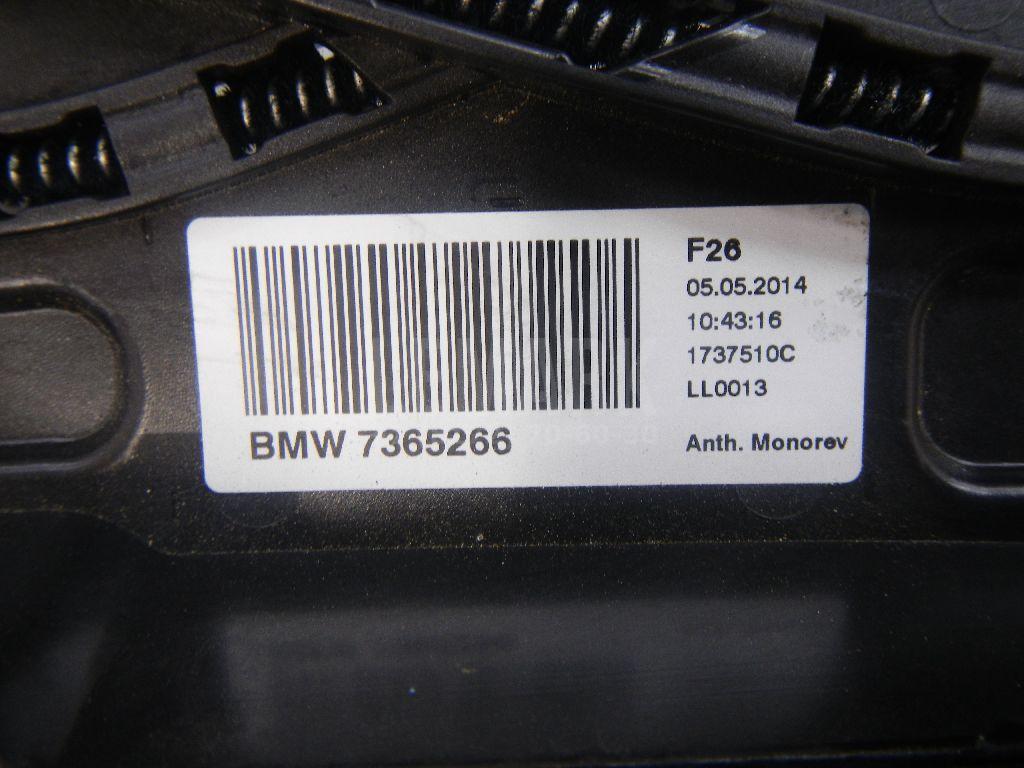 F26
05.05.2014
10:43:16
1737510C
LL0013
BMW 7365266
Anth. Monorev